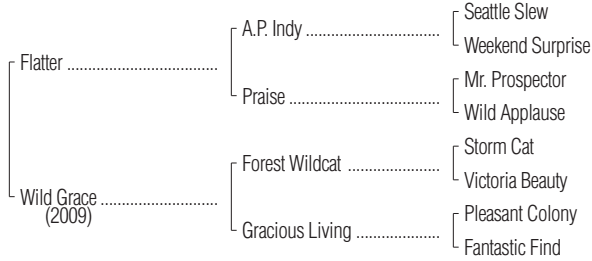 Seattle Slew
A.P. Indy ..............................
Weekend Surprise
Flatter ..................................
Mr. Prospector
Praise ..................................
Wild Applause
Storm Cat
Forest Wildcat ....................
Victoria Beauty
Wild Grace ..........................
(2009)
Pleasant Colony
Gracious Living ..................
Fantastic Find